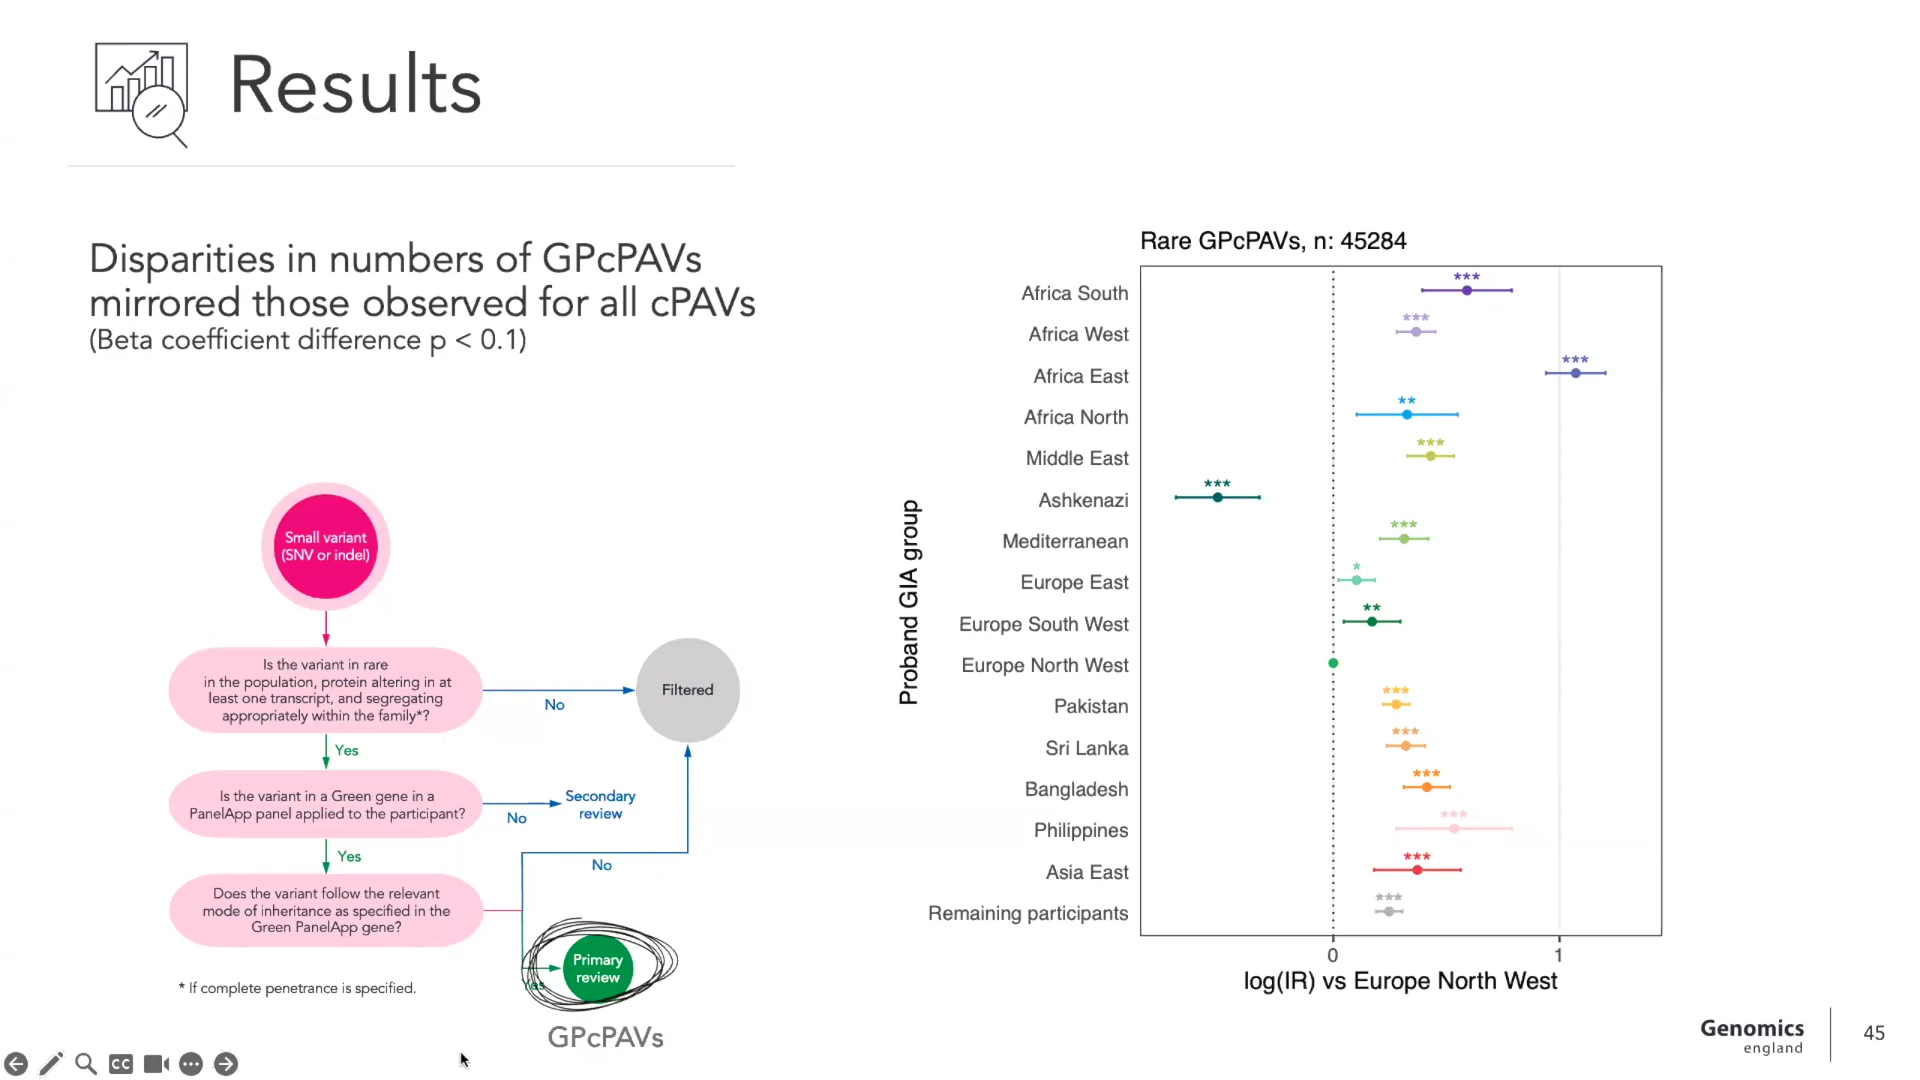 Results
Disparities in numbers of GPcPAVs
mirrored those observed for all cPAVs
(Beta coefficient difference p < 0.1)
Small variant
(SNV or indel)
Is the variant in rare
in the population, protein altering in at
least one transcript, and segregating
appropriately within the family*?
No
Filtered
Yes
Is the variant in a Green gene in a
PanelApp panel applied to the participant?
No
Secondary
review
Yes
No
Does the variant follow the relevant
mode of inheritance as specified in the
Green PanelApp gene?
Yes
Primary
review
* If complete penetrance is specified.
GPcPAVs
Rare GPcPAVs, n: 45284
Proband GIA group
Africa South
***
Africa West
***
Africa East
***
Africa North
**
Middle East
***
Ashkenazi
***
Mediterranean
***
Europe East
*
Europe South West
**
Europe North West
Pakistan
***
Sri Lanka
***
Bangladesh
***
Philippines
***
Asia East
***
Remaining participants
***
0
1
log(IR) vs Europe North West
Genomics
england
45
CC